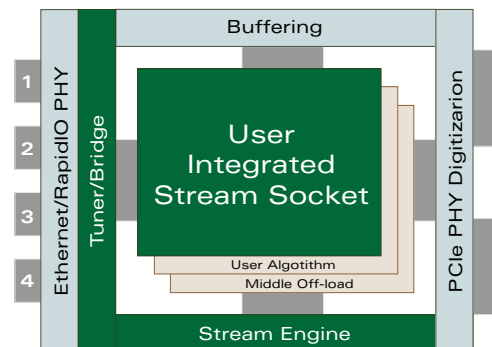 Buffering
1
2
3
4
Ethernet/RapidIO PHY
Tuner/Bridge
User
Integrated
Stream Socket
User Algotithm
Middle Off-load
Stream Engine
PCIe PHY Digitizarion